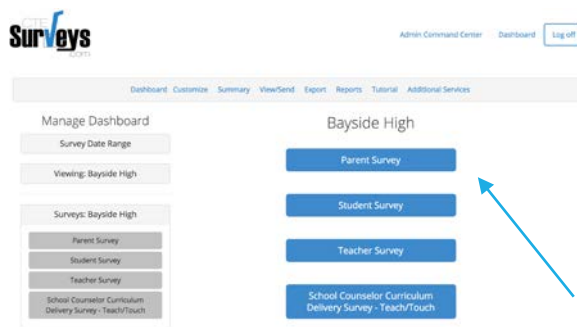 CTE
Surveys
.com
Admin Command Center Dashboard Log off
Dashboard Customize Summary View/Send Export Reports Tutorial Additional Services
Manage Dashboard
Survey Date Range
Viewing: Bayside High
Surveys: Bayside High
Parent Survey
Student Survey
Teacher Survey
School Counselor Curriculum
Delivery Survey - Teach/Touch
Bayside High
Parent Survey
Student Survey
Teacher Survey
School Counselor Curriculum
Delivery Survey - Teach/Touch